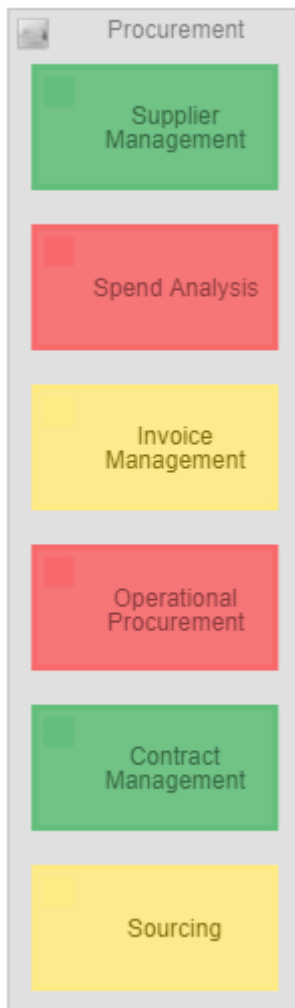 Procurement
Supplier
Management
Spend Analysis
Invoice
Management
Operational
Procurement
Contract
Management
Sourcing